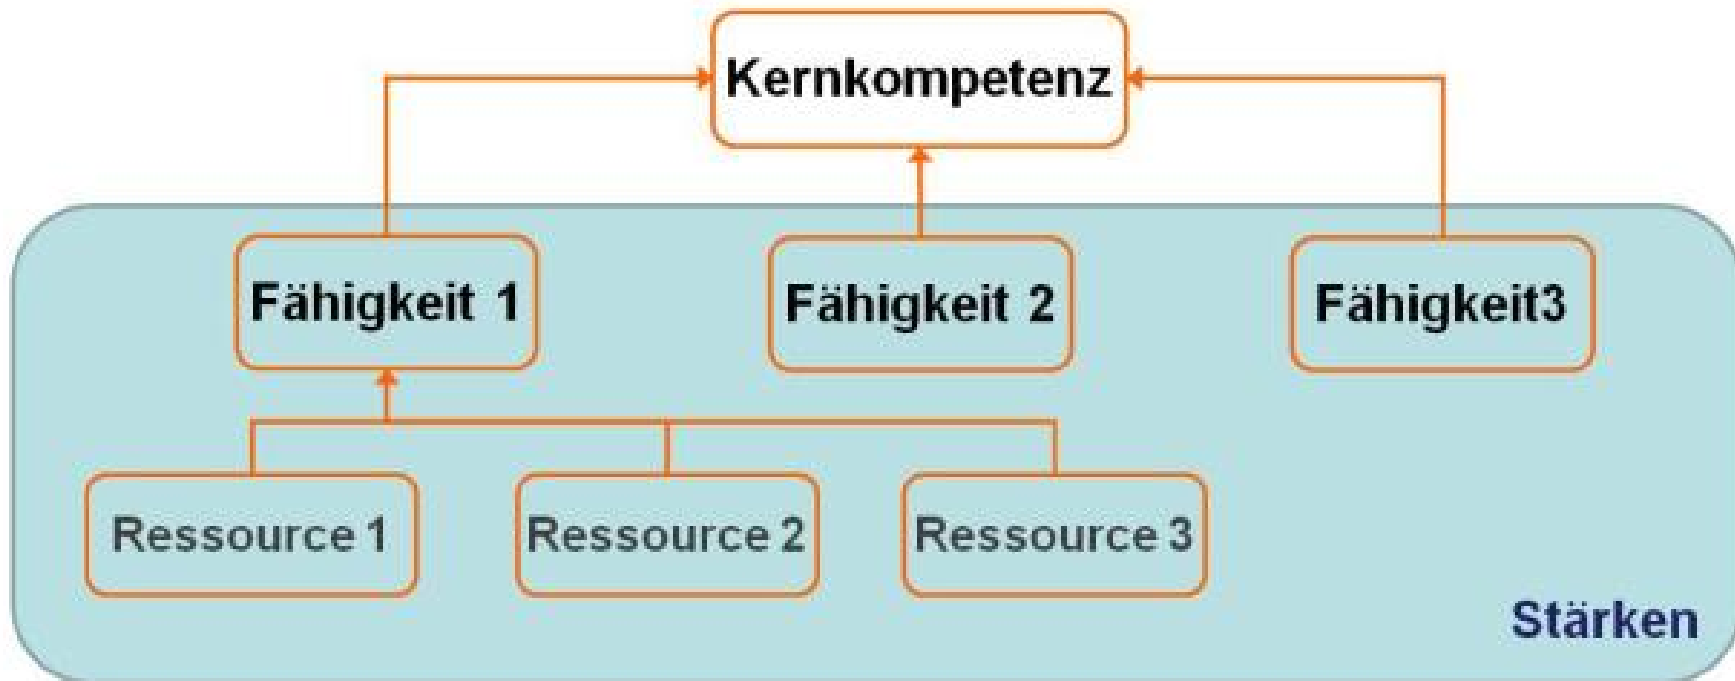 Kernkompetenz
Fähigkeit 1
Fähigkeit 2
Fähigkeit3
Ressource 1
Ressource 2
Ressource 3
Stärken